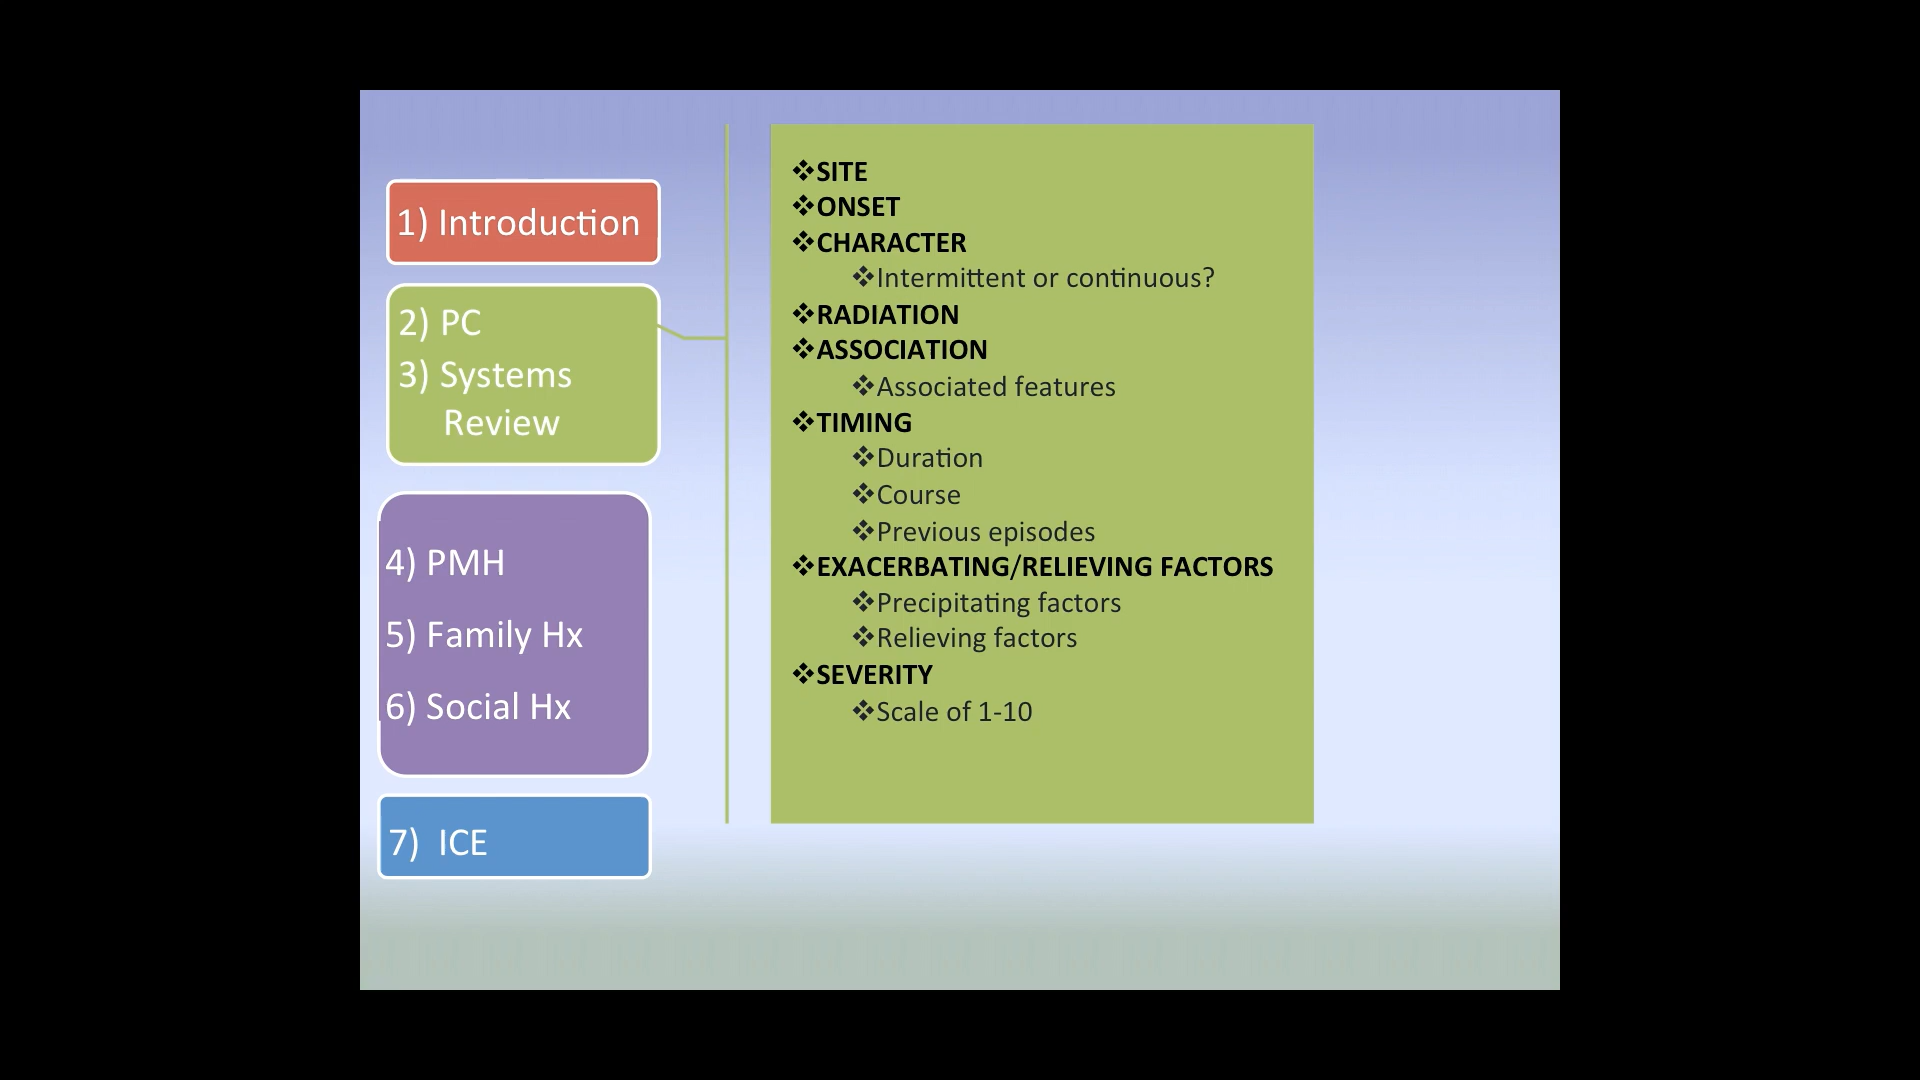 1) Introduction
2) PC
3) Systems
Review
4) PMH
5) Family Hx
6) Social Hx
7) ICE
❖SITE
❖ONSET
❖CHARACTER
❖Intermittent or continuous?
❖RADIATION
❖ASSOCIATION
❖Associated features
❖TIMING
❖Duration
❖Course
❖Previous episodes
❖EXACERBATING/RELIEVING FACTORS
❖Precipitating factors
❖Relieving factors
❖SEVERITY
❖Scale of 1-10